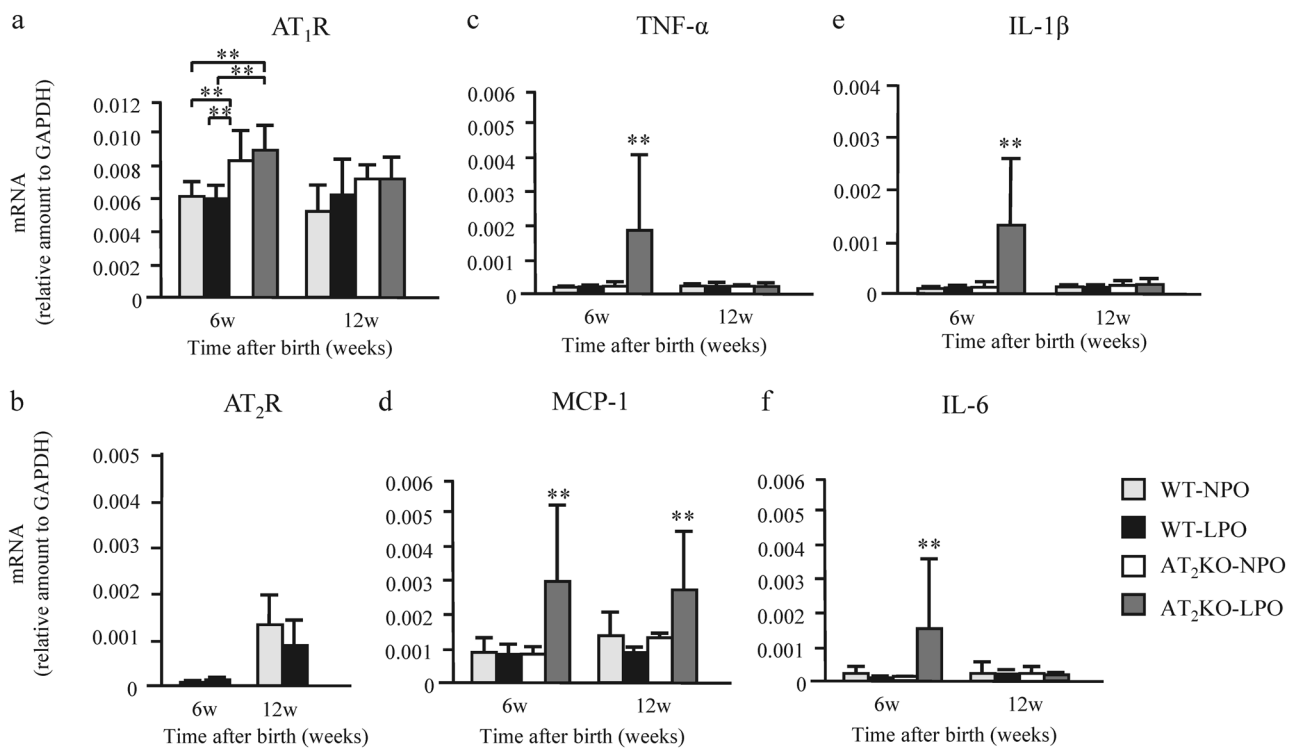 a
AT₁R
**
**
**
**
0.012
0.010
0.008
0.006
0.004
0.002
0
mRNA
(relative amount to GAPDH)
6w
12w
Time after birth (weeks)
c
TNF-α
0.006
0.005
0.004
0.003
0.002
0.001
0
**
6w
12w
Time after birth (weeks)
e
IL-1β
0.004
0.003
0.002
0.001
0
**
6w
12w
Time after birth (weeks)
b
AT₂R
0.005
0.004
0.003
0.002
0.001
0
mRNA
(relative amount to GAPDH)
6w
12w
Time after birth (weeks)
d
MCP-1
0.006
0.005
0.004
0.003
0.002
0.001
0
**
**
6w
12w
Time after birth (weeks)
f
IL-6
0.006
0.005
0.004
0.003
0.002
0.001
0
**
6w
12w
Time after birth (weeks)
WT-NPO
WT-LPO
AT₂KO-NPO
AT₂KO-LPO